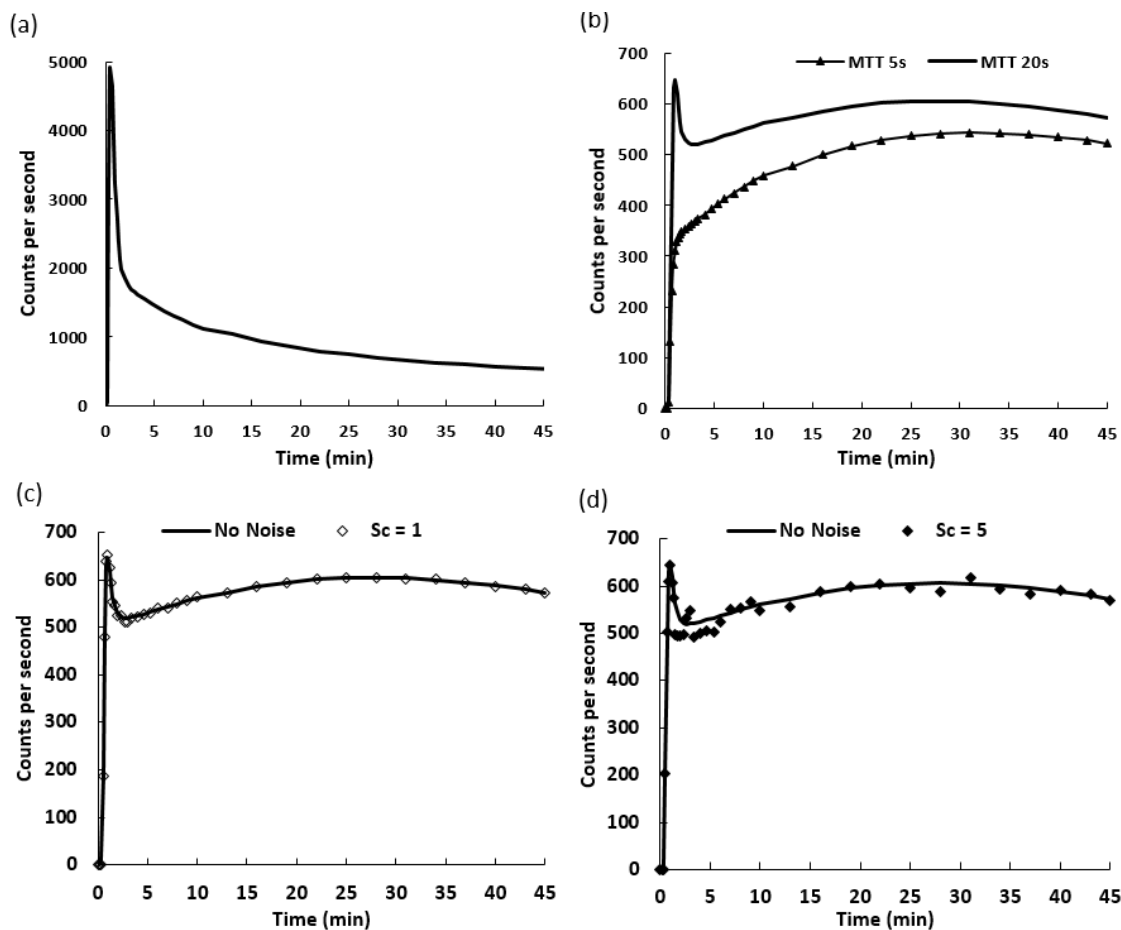 (a)
5000
4000
3000
2000
1000
0
Counts per second
0 5 10 15 20 25 30 35 40 45
Time (min)
(b)
MTT 5s MTT 20s
700
600
500
400
300
200
100
0
Counts per second
0 5 10 15 20 25 30 35 40 45
Time (min)
(c)
No Noise Sc = 1
700
600
500
400
300
200
100
0
Counts per second
0 5 10 15 20 25 30 35 40 45
Time (min)
(d)
No Noise Sc = 5
700
600
500
400
300
200
100
0
Counts per second
0 5 10 15 20 25 30 35 40 45
Time (min)